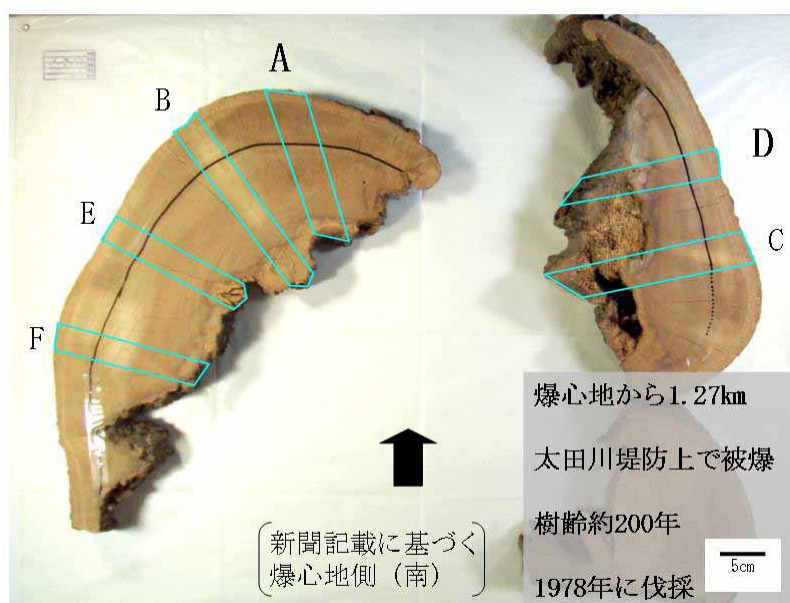 A
B
E
F
D
C
爆心地から1.27㎞
太田川堤防上で被爆
樹齢約200年
1978年に伐採
新聞記載に基づく
爆心地側（南）
5cm